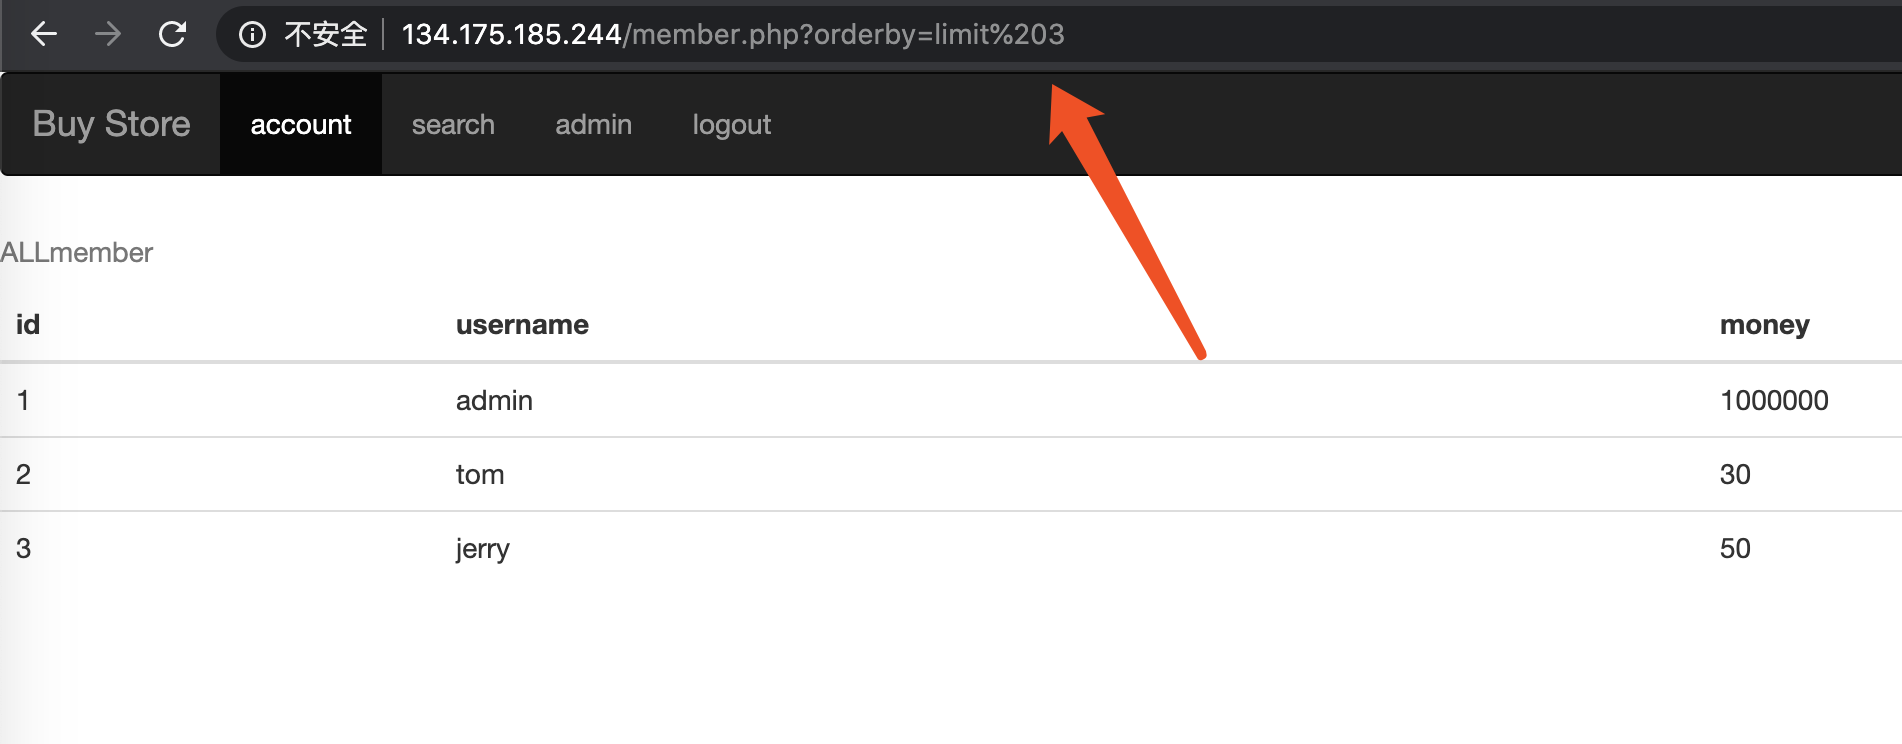 不安全 134.175.185.244/member.php?orderby=limit%203
Buy Store account search admin logout
ALLmember
id username money
1 admin 1000000
2 tom 30
3 jerry 50